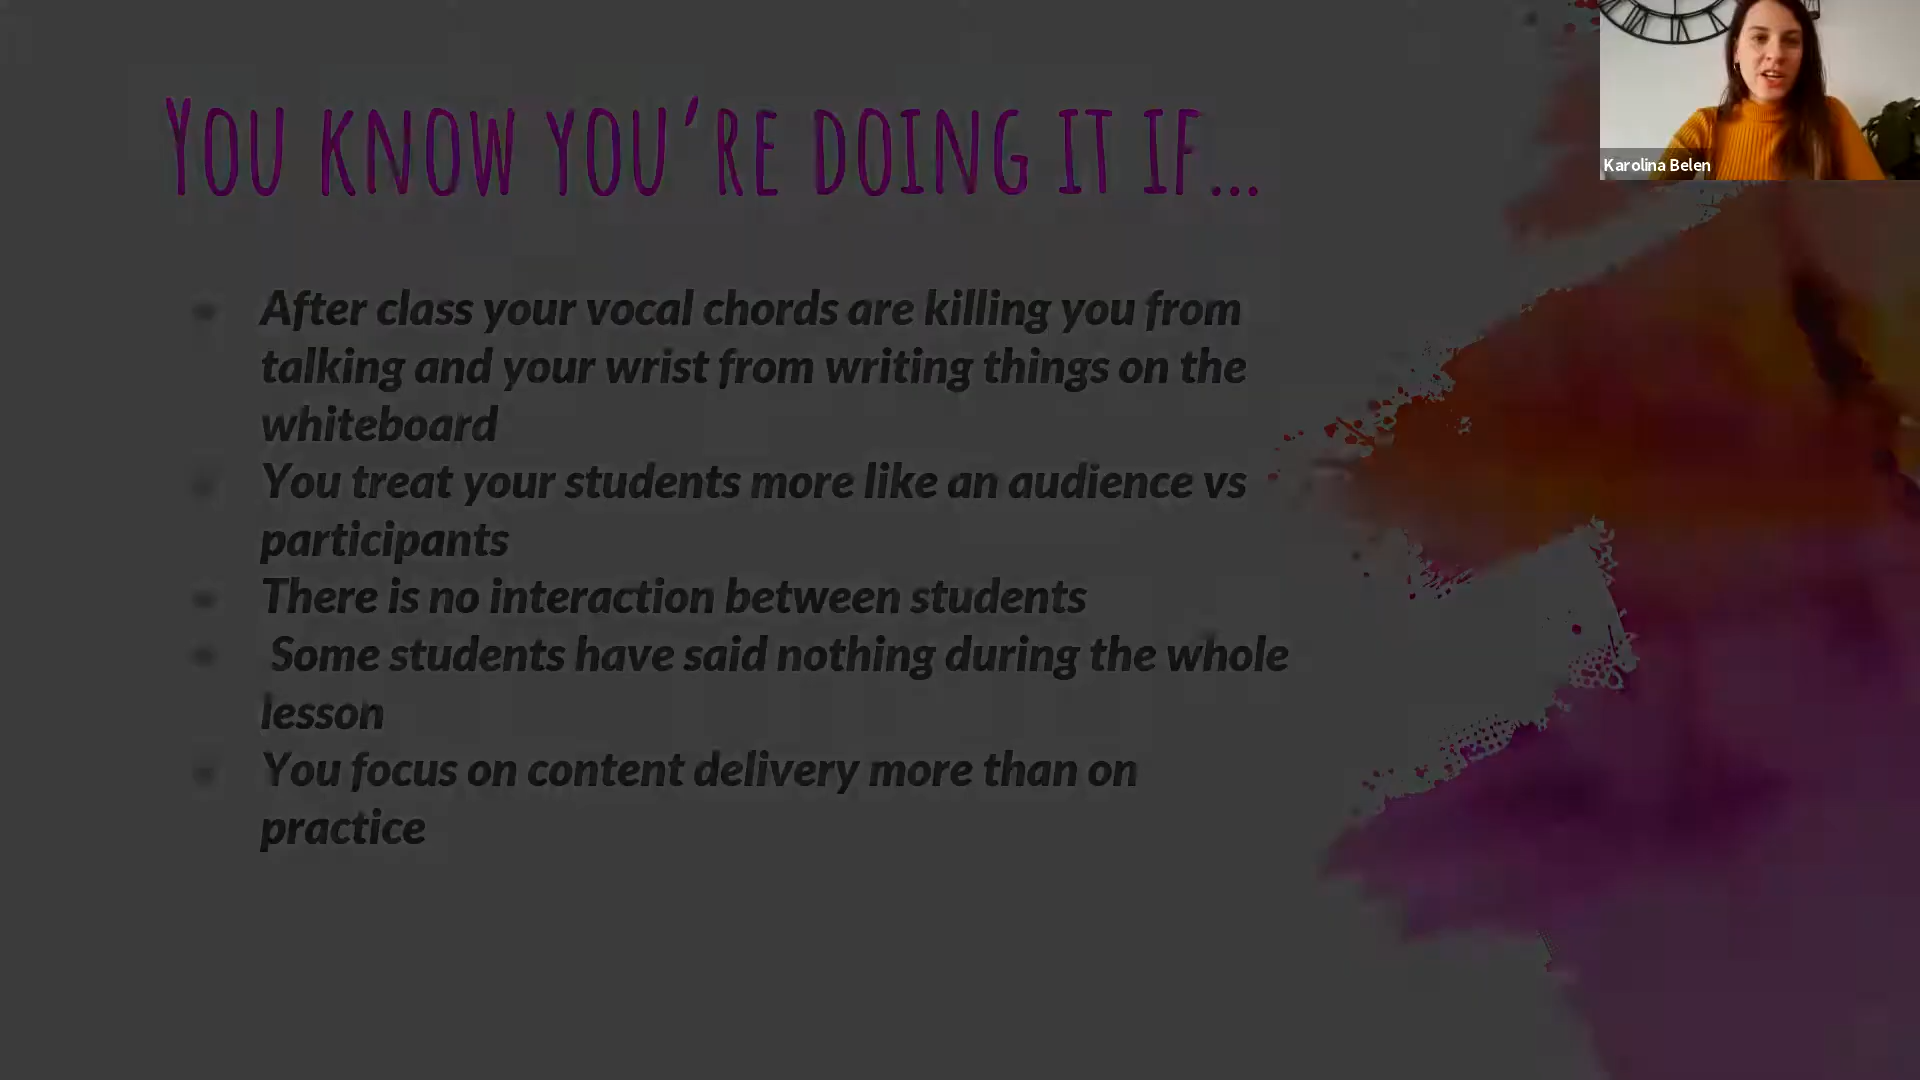 Karolina Belen
You know you're doing it if...
After class your vocal chords are killing you from
talking and your wrist from writing things on the
whiteboard
You treat your students more like an audience vs
participants
There is no interaction between students
Some students have said nothing during the whole
lesson
You focus on content delivery more than on
practice